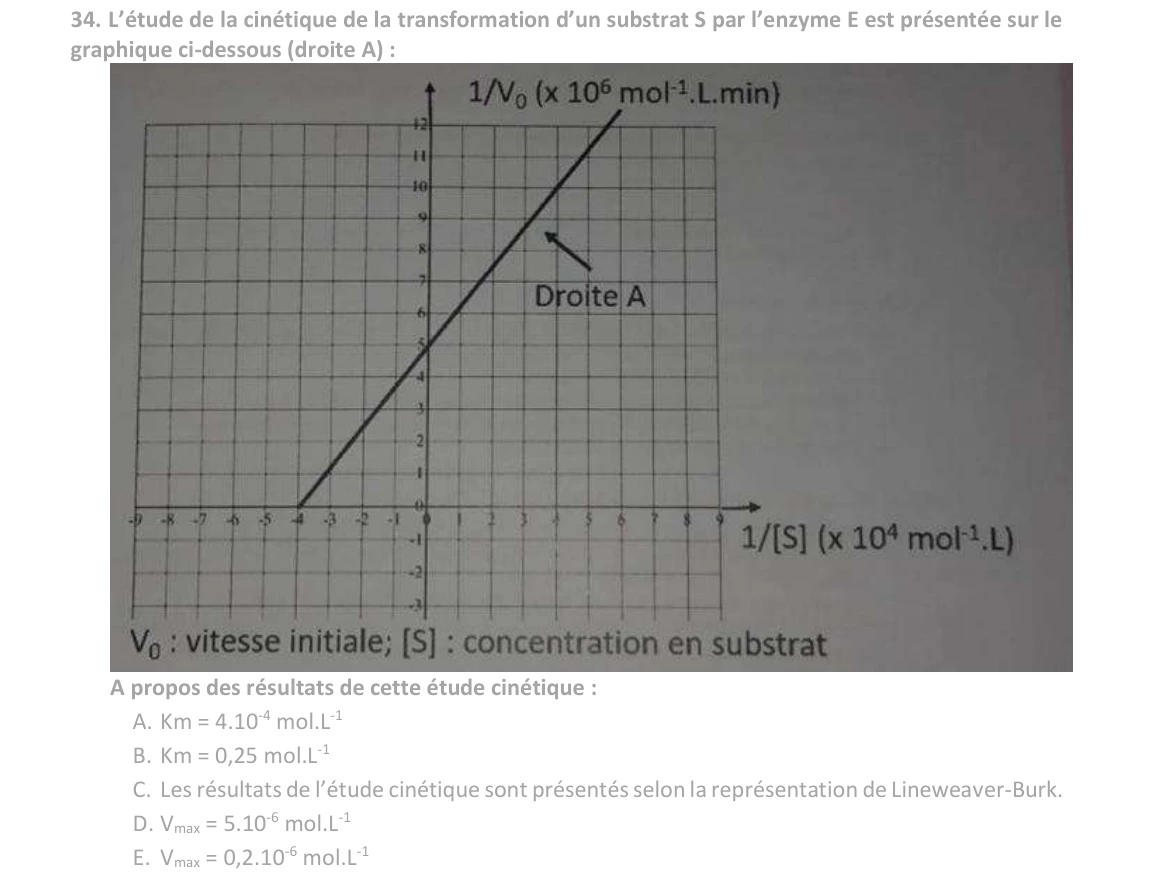 34. L’étude de la cinétique de la transformation d’un substrat S par l’enzyme E est présentée sur le
graphique ci-dessous (droite A) :
1/V₀ (x 10⁶ mol⁻¹.L.min)
12
11
10
9
8
7
6
5
4
3
2
1
0
Droite A
-9 -8 -7 -6 -5 -4 -3 -2 -1 0 1 2 3 4 5 6 7 8 9
-1
-2
-3
1/[S] (x 10⁴ mol⁻¹.L)
V₀ : vitesse initiale; [S] : concentration en substrat
A propos des résultats de cette étude cinétique :
A. Km = 4.10⁻⁴ mol.L⁻¹
B. Km = 0,25 mol.L⁻¹
C. Les résultats de l’étude cinétique sont présentés selon la représentation de Lineweaver-Burk.
D. Vₘₐₓ = 5.10⁻⁶ mol.L⁻¹
E. Vₘₐₓ = 0,2.10⁻⁶ mol.L⁻¹